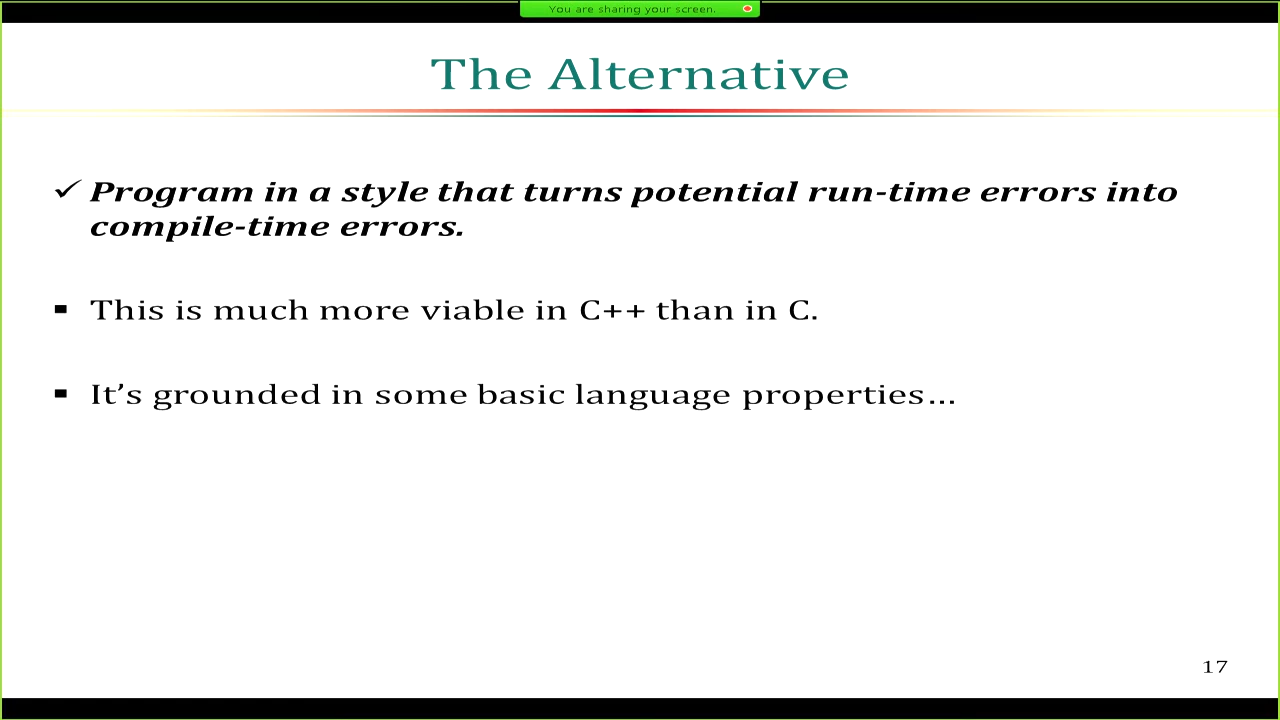 You are sharing your screen.
The Alternative
✓ Program in a style that turns potential run-time errors into
compile-time errors.
▪ This is much more viable in C++ than in C.
▪ It’s grounded in some basic language properties…
17